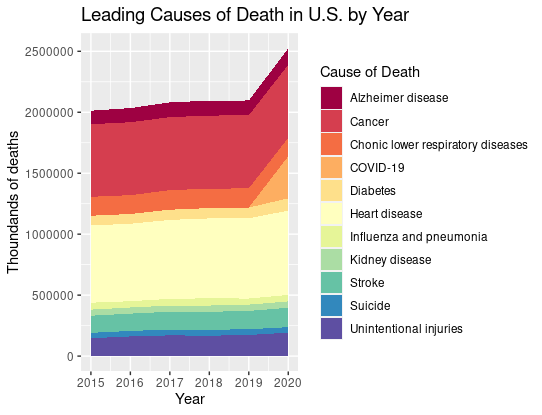 Leading Causes of Death in U.S. by Year
2500000
2000000
1500000
1000000
500000
0
Thoundands of deaths
2015 2016 2017 2018 2019 2020
Year
Cause of Death
Alzheimer disease
Cancer
Chonic lower respiratory diseases
COVID-19
Diabetes
Heart disease
Influenza and pneumonia
Kidney disease
Stroke
Suicide
Unintentional injuries